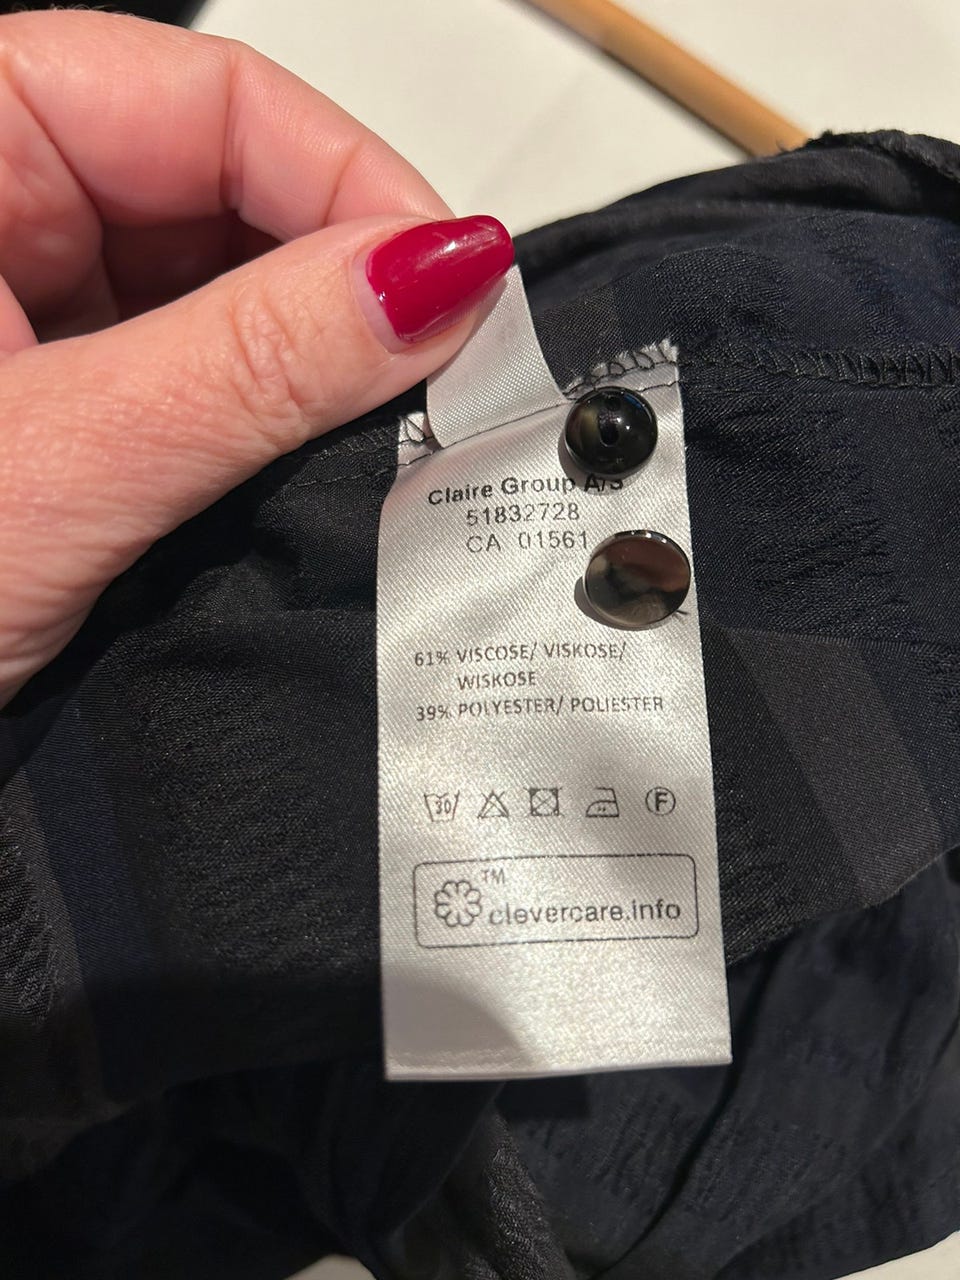 Claire Group A/S
51832728
CA 01561
61% VISCOSE/ VISKOSE/
WISKOSE
39% POLYESTER/ POLIESTER
30
F
TM
clevercare.info